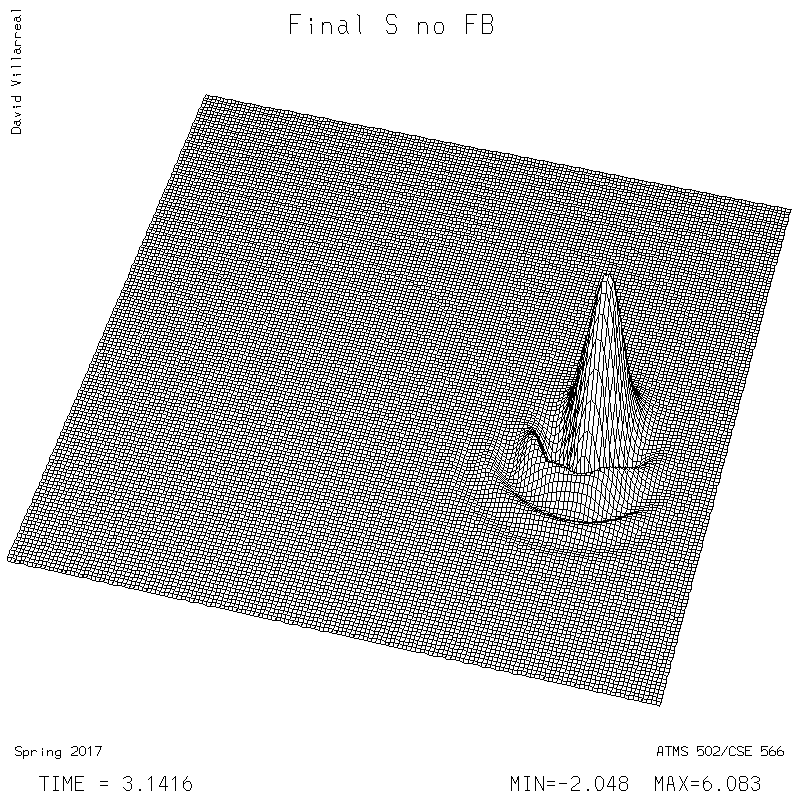 Final S no FB
David Villarreal
Spring 2017
ATMS 502/CSE 566
TIME = 3.1416
MIN=-2.048 MAX=6.083